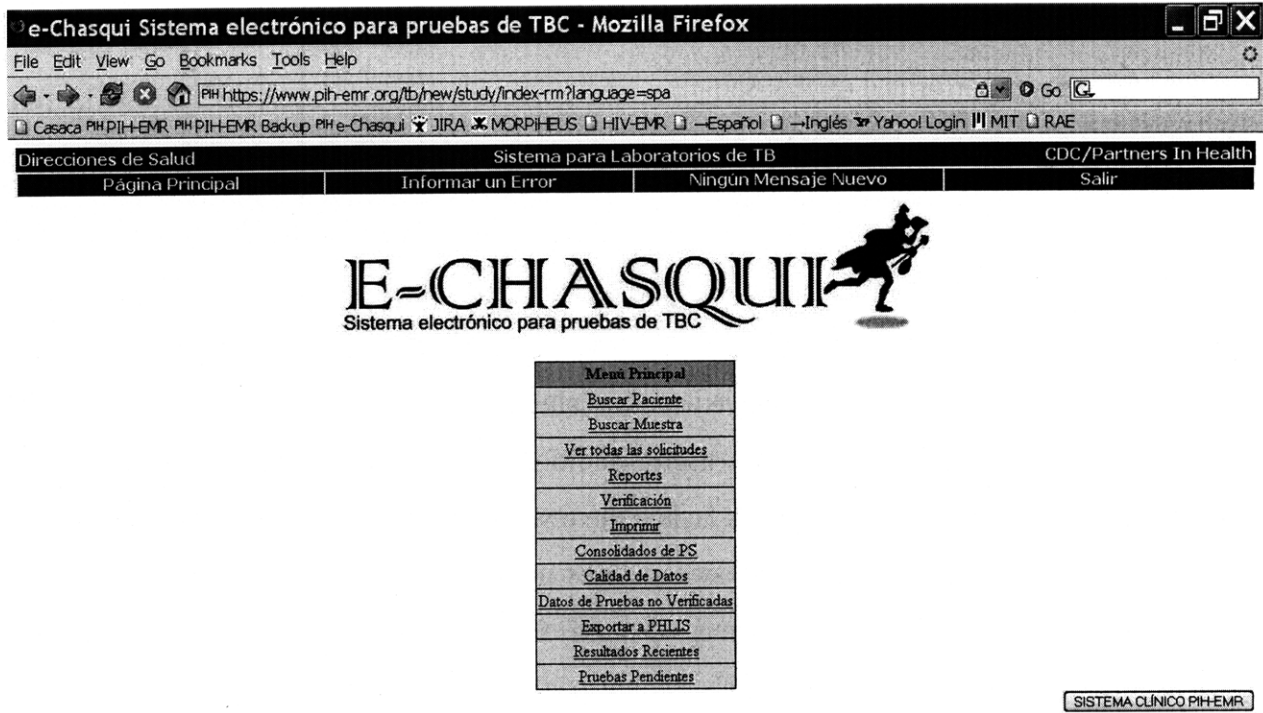 e-Chasqui Sistema electrónico para pruebas de TBC - Mozilla Firefox
File Edit View Go Bookmarks Tools Help
PIH https://www.pih-emr.org/tb/new/study/index-rm?language=spa Go G
Casaca PIH PIH-EMR PIH PIH-EMR Backup PIH e-Chasqui JIRA MORPiHEUS HIV-EMR →Español →Inglés Yahoo! Login MIT RAE
Direcciones de Salud Sistema para Laboratorios de TB CDC/Partners In Health
Página Principal Informar un Error Ningún Mensaje Nuevo Salir
E-CHASQUI
Sistema electrónico para pruebas de TBC
Menú Principal
Buscar Paciente
Buscar Muestra
Ver todas las solicitudes
Reportes
Verificación
Imprimir
Consolidados de PS
Calidad de Datos
Datos de Pruebas no Verificadas
Exportar a PHLIS
Resultados Recientes
Pruebas Pendientes
SISTEMA CLÍNICO PIH-EMR